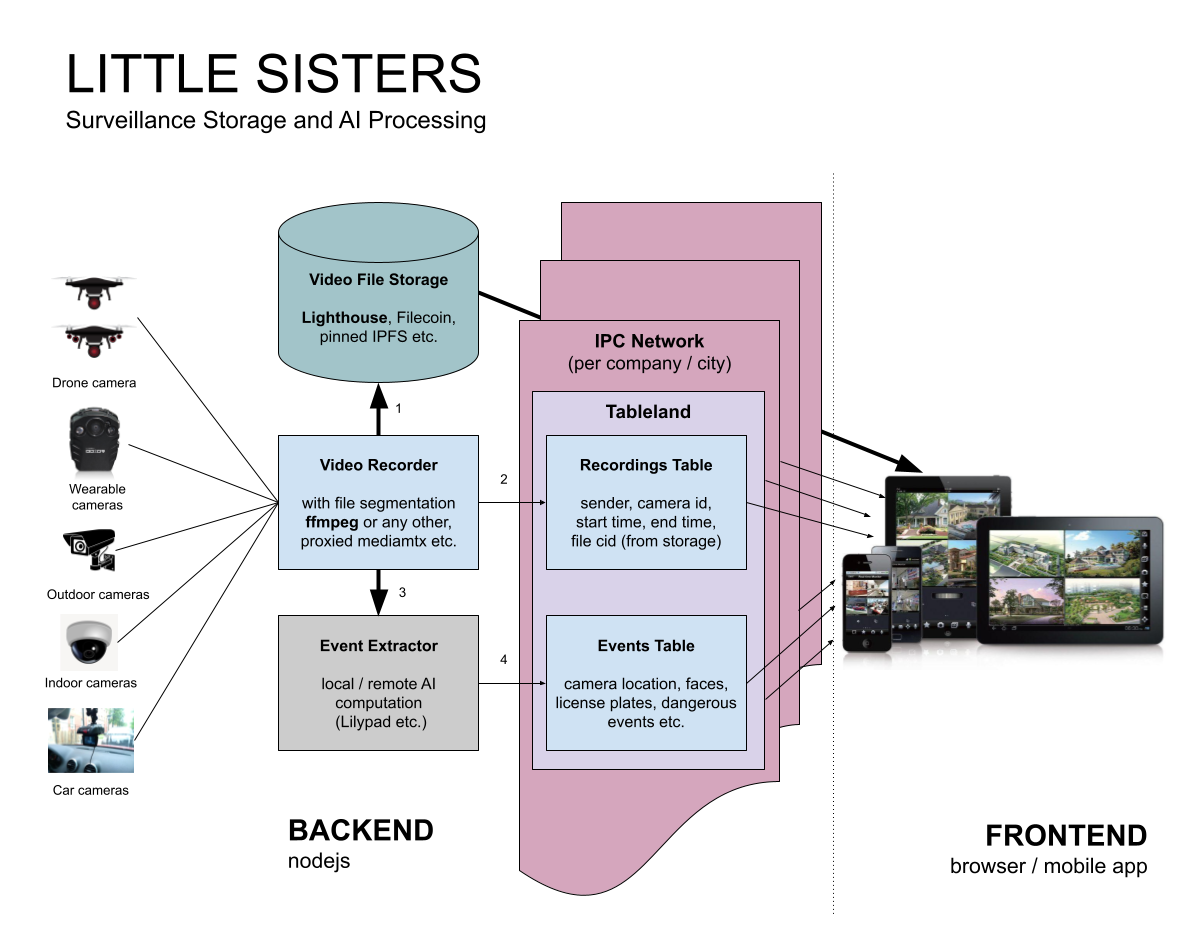 LITTLE SISTERS
Surveillance Storage and AI Processing
Drone camera
Wearable
cameras
Outdoor cameras
Indoor cameras
Car cameras
Video File Storage
Lighthouse, Filecoin,
pinned IPFS etc.
1
Video Recorder
with file segmentation
ffmpeg or any other,
proxied mediamtx etc.
2
3
Event Extractor
local / remote AI
computation
(Lilypad etc.)
4
IPC Network
(per company / city)
Tableland
Recordings Table
sender, camera id,
start time, end time,
file cid (from storage)
Events Table
camera location, faces,
license plates, dangerous
events etc.
BACKEND
nodejs
FRONTEND
browser / mobile app